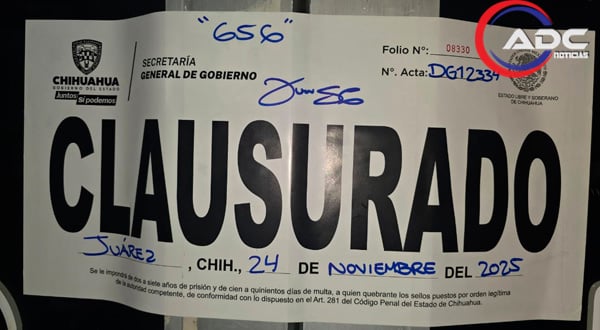 "656"
ADC
NOTICIAS
Folio N°: 08330
CHIHUAHUA
GOBIERNO DEL ESTADO
Juntos Sí podemos
SECRETARÍA
GENERAL DE GOBIERNO
N°. Acta: DG12334
ESTADO LIBRE Y SOBERANO
DE CHIHUAHUA
CLAUSURADO
JUÁREZ, CHIH., 24 DE NOVIEMBRE DEL 2025
Se le impondrá de dos a siete años de prisión y de cien a quinientos días de multa, a quien quebrante los sellos puestos por orden legítima
de la autoridad competente, de conformidad con lo dispuesto en el Art. 281 del Código Penal del Estado de Chihuahua.